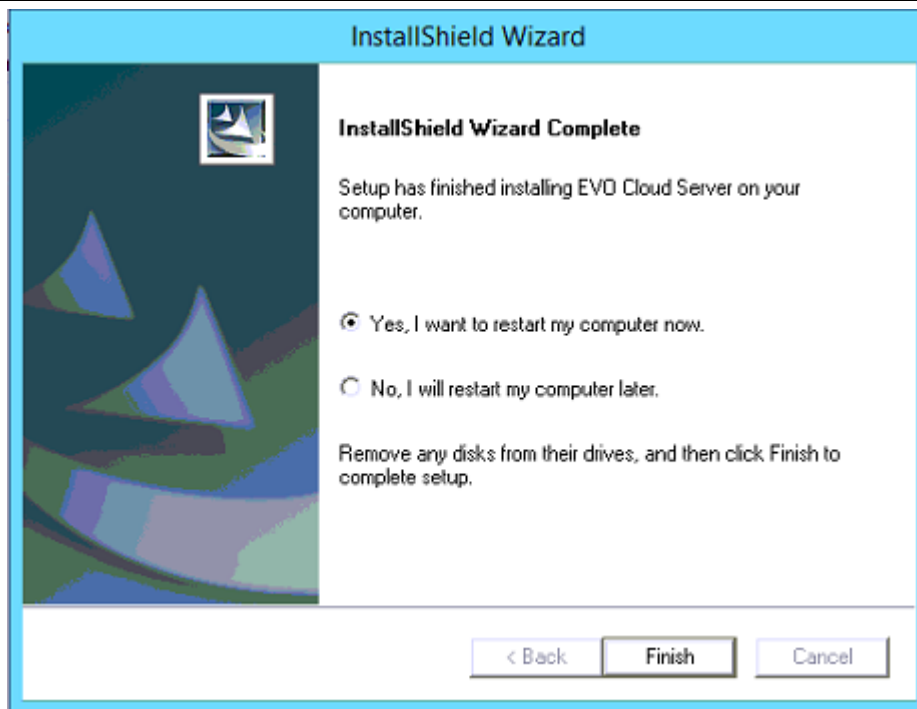 InstallShield Wizard
InstallShield Wizard Complete
Setup has finished installing EVO Cloud Server on your
computer.
Yes, I want to restart my computer now.
No, I will restart my computer later.
Remove any disks from their drives, and then click Finish to
complete setup.
< Back Finish Cancel